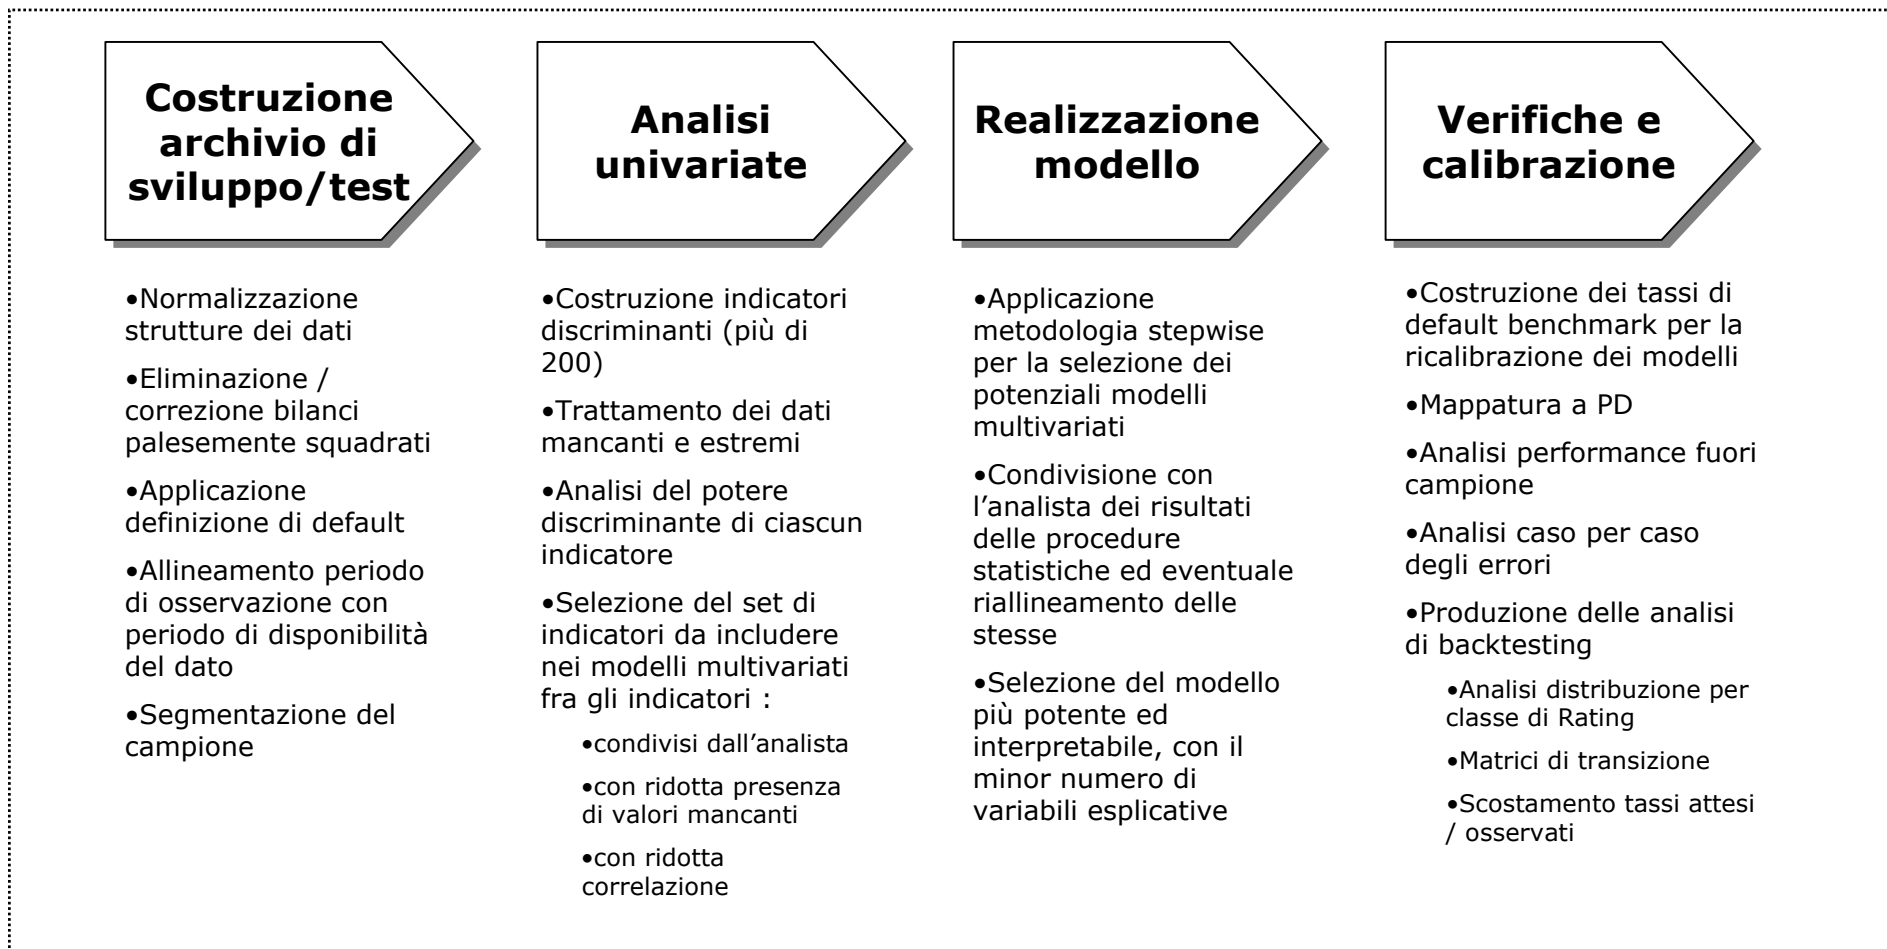 Costruzione
archivio di
sviluppo/test
•Normalizzazione
strutture dei dati
•Eliminazione /
correzione bilanci
palesemente squadrati
•Applicazione
definizione di default
•Allineamento periodo
di osservazione con
periodo di disponibilità
del dato
•Segmentazione del
campione
Analisi
univariate
•Costruzione indicatori
discriminanti (più di
200)
•Trattamento dei dati
mancanti e estremi
•Analisi del potere
discriminante di ciascun
indicatore
•Selezione del set di
indicatori da includere
nei modelli multivariati
fra gli indicatori :
•condivisi dall’analista
•con ridotta presenza
di valori mancanti
•con ridotta
correlazione
Realizzazione
modello
•Applicazione
metodologia stepwise
per la selezione dei
potenziali modelli
multivariati
•Condivisione con
l’analista dei risultati
delle procedure
statistiche ed eventuale
riallineamento delle
stesse
•Selezione del modello
più potente ed
interpretabile, con il
minor numero di
variabili esplicative
Verifiche e
calibrazione
•Costruzione dei tassi di
default benchmark per la
ricalibrazione dei modelli
•Mappatura a PD
•Analisi performance fuori
campione
•Analisi caso per caso
degli errori
•Produzione delle analisi
di backtesting
•Analisi distribuzione per
classe di Rating
•Matrici di transizione
•Scostamento tassi attesi
/ osservati